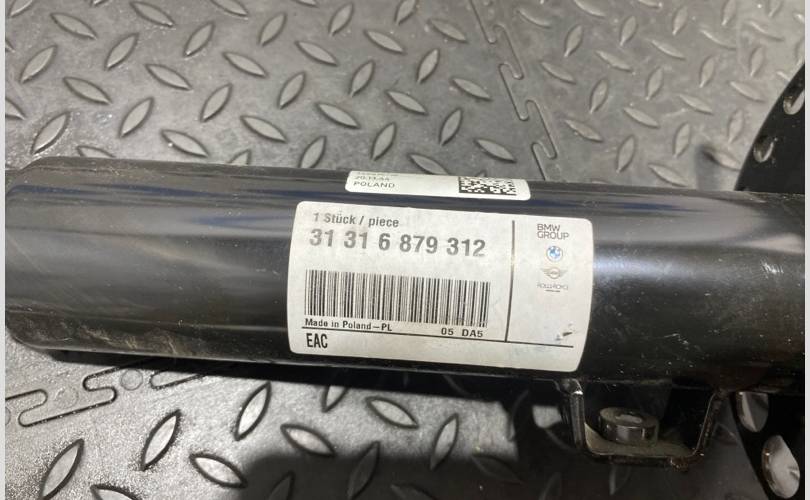 POLAND
1 Stück / piece
31 31 6 879 312
BMW
GROUP
Made in Poland-PL
05 DA5
EAC